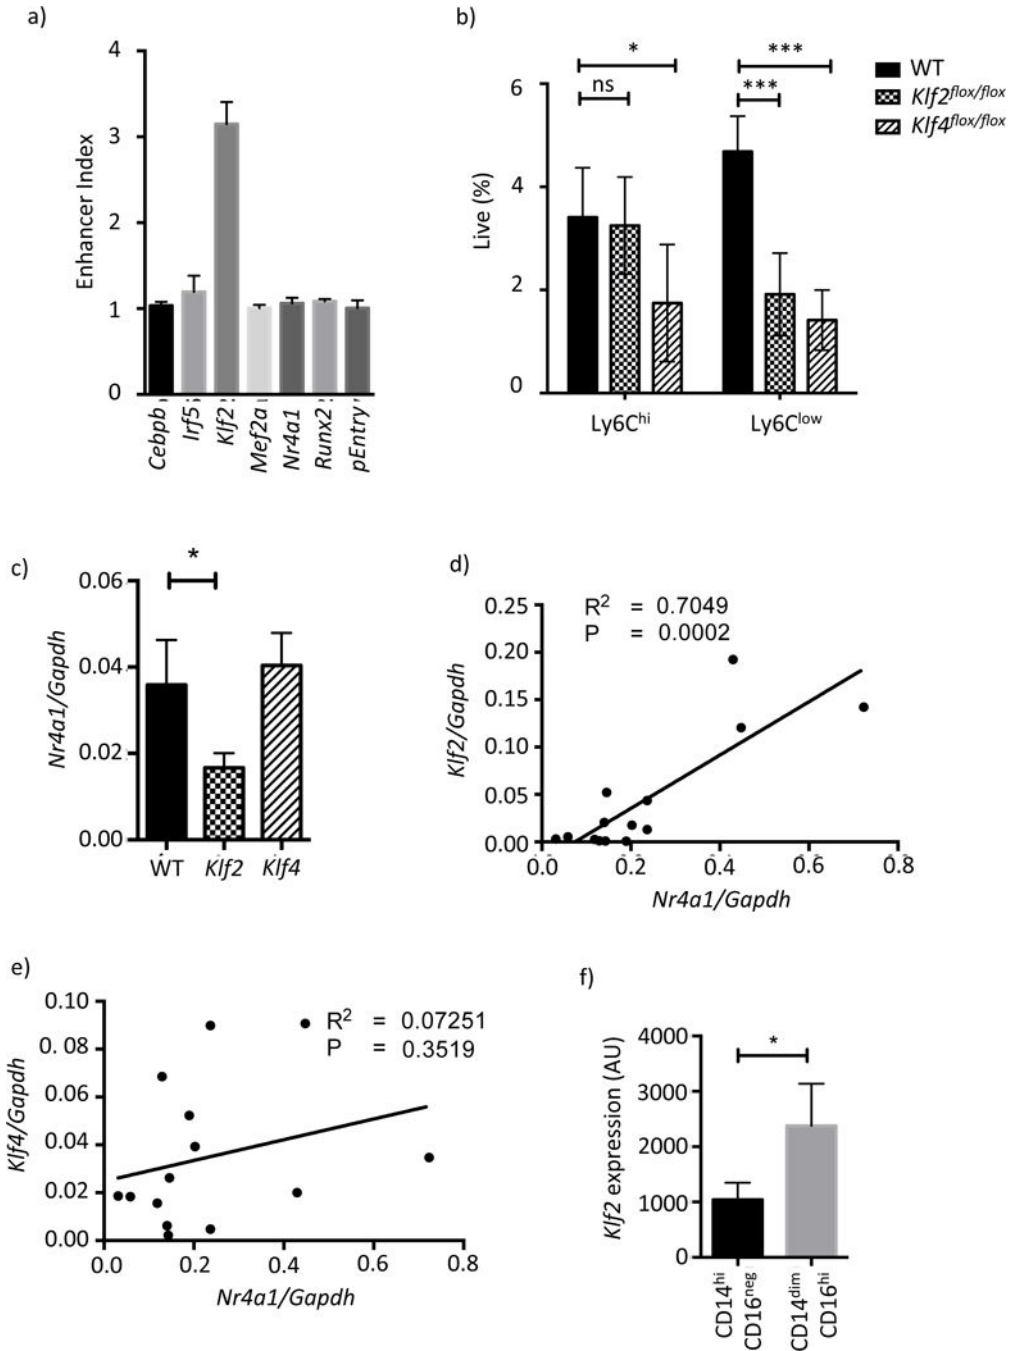 a)
Enhancer Index
4
3
2
1
0
Cebpb
Irf5
Klf2
Mef2a
Nr4a1
Runx2
pEntry
b)
Live (%)
6
4
2
0
ns
*
***
***
Ly6Chi
Ly6Clow
WT
Klf2flox/flox
Klf4flox/flox
c)
Nr4a1/Gapdh
0.06
0.04
0.02
0.00
*
WT
Klf2
Klf4
d)
Klf2/Gapdh
0.25
0.20
0.15
0.10
0.05
0.00
R2 = 0.7049
P = 0.0002
0.0 0.2 0.4 0.6 0.8
Nr4a1/Gapdh
e)
Klf4/Gapdh
0.10
0. 08
0.06
0.04
0.02
0.00
R2 = 0.07251
P = 0.3519
0.0 0.2 0.4 0.6 0.8
Nr4a1/Gapdh
f)
Klf2 expression (AU)
4000
3000
2000
1000
0
*
CD14hi
CD16neg
CD14dim
CD16hi